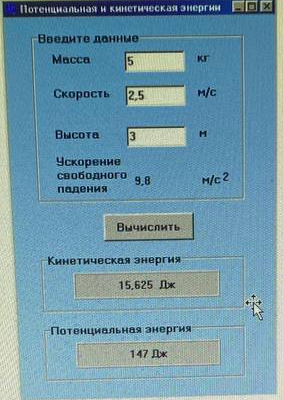 Потенциальная и кинетическая энергии
Введите данные
Масса 5 кг
Скорость 2,5 м/с
Высота 3 м
Ускорение
свободного
падения 9,8 м/с2
Вычислить
Кинетическая энергия
15,625 Дж
Потенциальная энергия
147 Дж